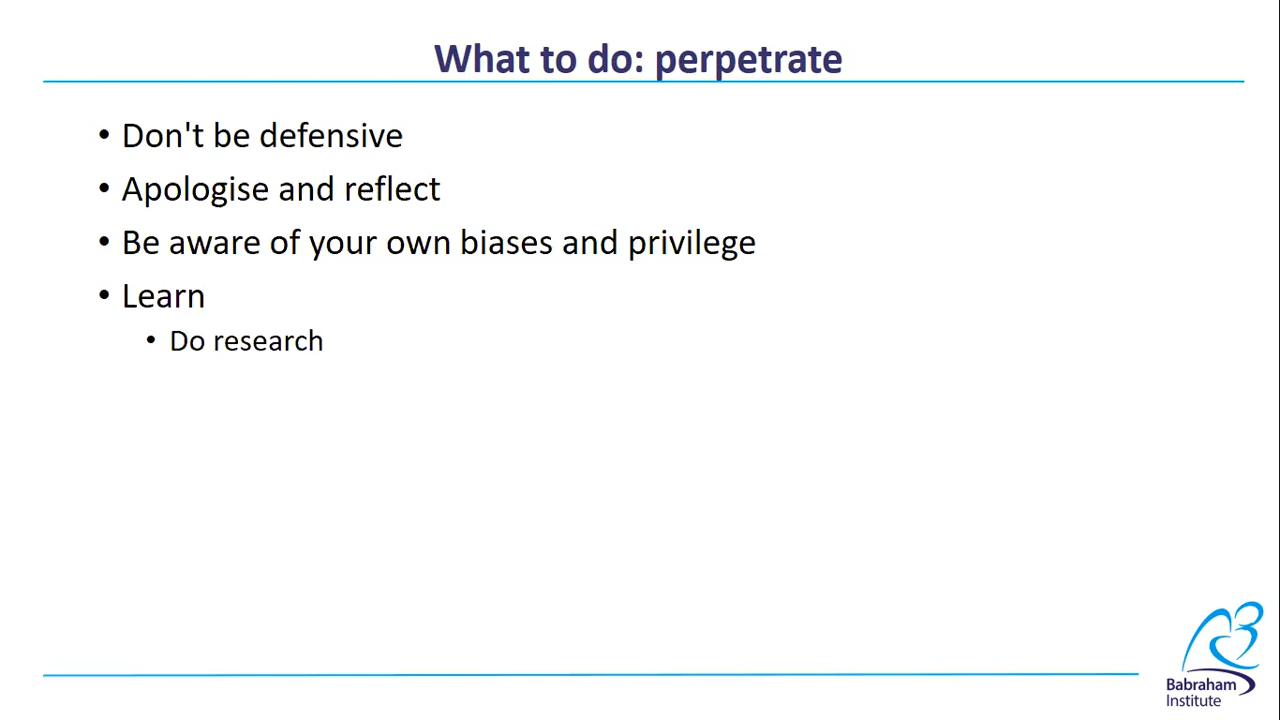 What to do: perpetrate
• Don't be defensive
• Apologise and reflect
• Be aware of your own biases and privilege
• Learn
• Do research
Babraham
Institute